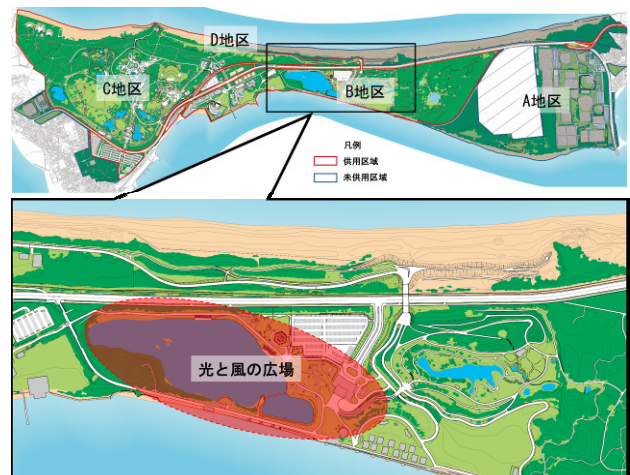 D地区
C地区
B地区
A地区
凡例
供用区域
未供用区域
光と風の広場